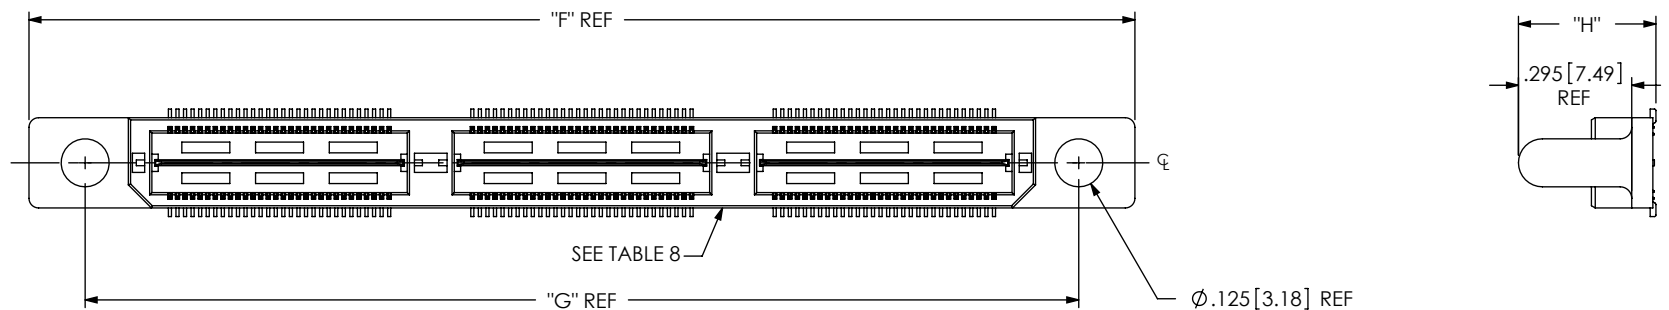 "F" REF
"H"
.295[7.49]
REF
℄
SEE TABLE 8
"G" REF
∅.125[3.18] REF